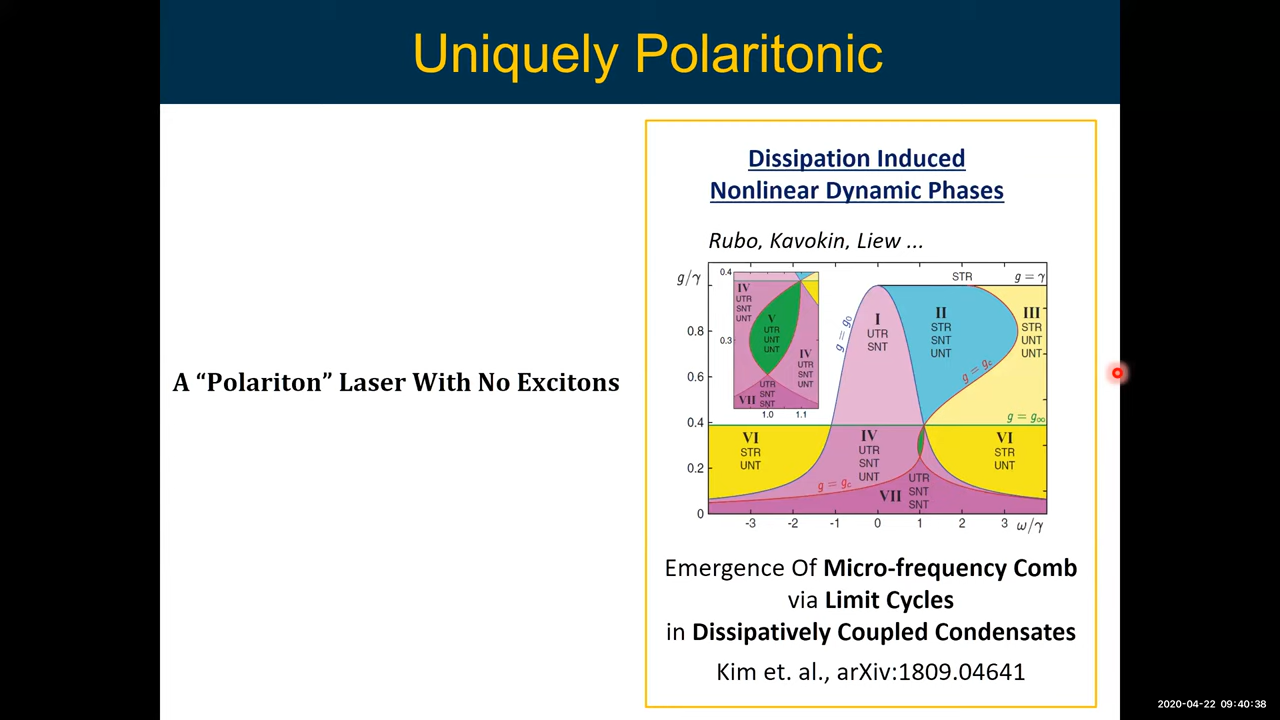 Uniquely Polaritonic
A “Polariton” Laser With No Excitons
Dissipation Induced
Nonlinear Dynamic Phases
Rubo, Kavokin, Liew ...
g/γ
STR
g = γ
0.4
IV
UTR
SNT
UNT
V
UTR
UNT
UNT
0.3
IV
UTR
SNT
UNT
UTR
SNT
SNT
VII
1.0
1.1
g = g₀
I
UTR
SNT
II
STR
SNT
UNT
III
STR
UNT
UNT
g = g꜀
0.8
0.6
0.4
0.2
0
g = g∞
VI
STR
UNT
IV
UTR
SNT
UNT
VI
STR
UNT
g = g꜀
VII
UTR
SNT
SNT
-3
-2
-1
0
1
2
3
ω/γ
Emergence Of Micro-frequency Comb
via Limit Cycles
in Dissipatively Coupled Condensates
Kim et. al., arXiv:1809.04641
2020-04-22 09:40:38